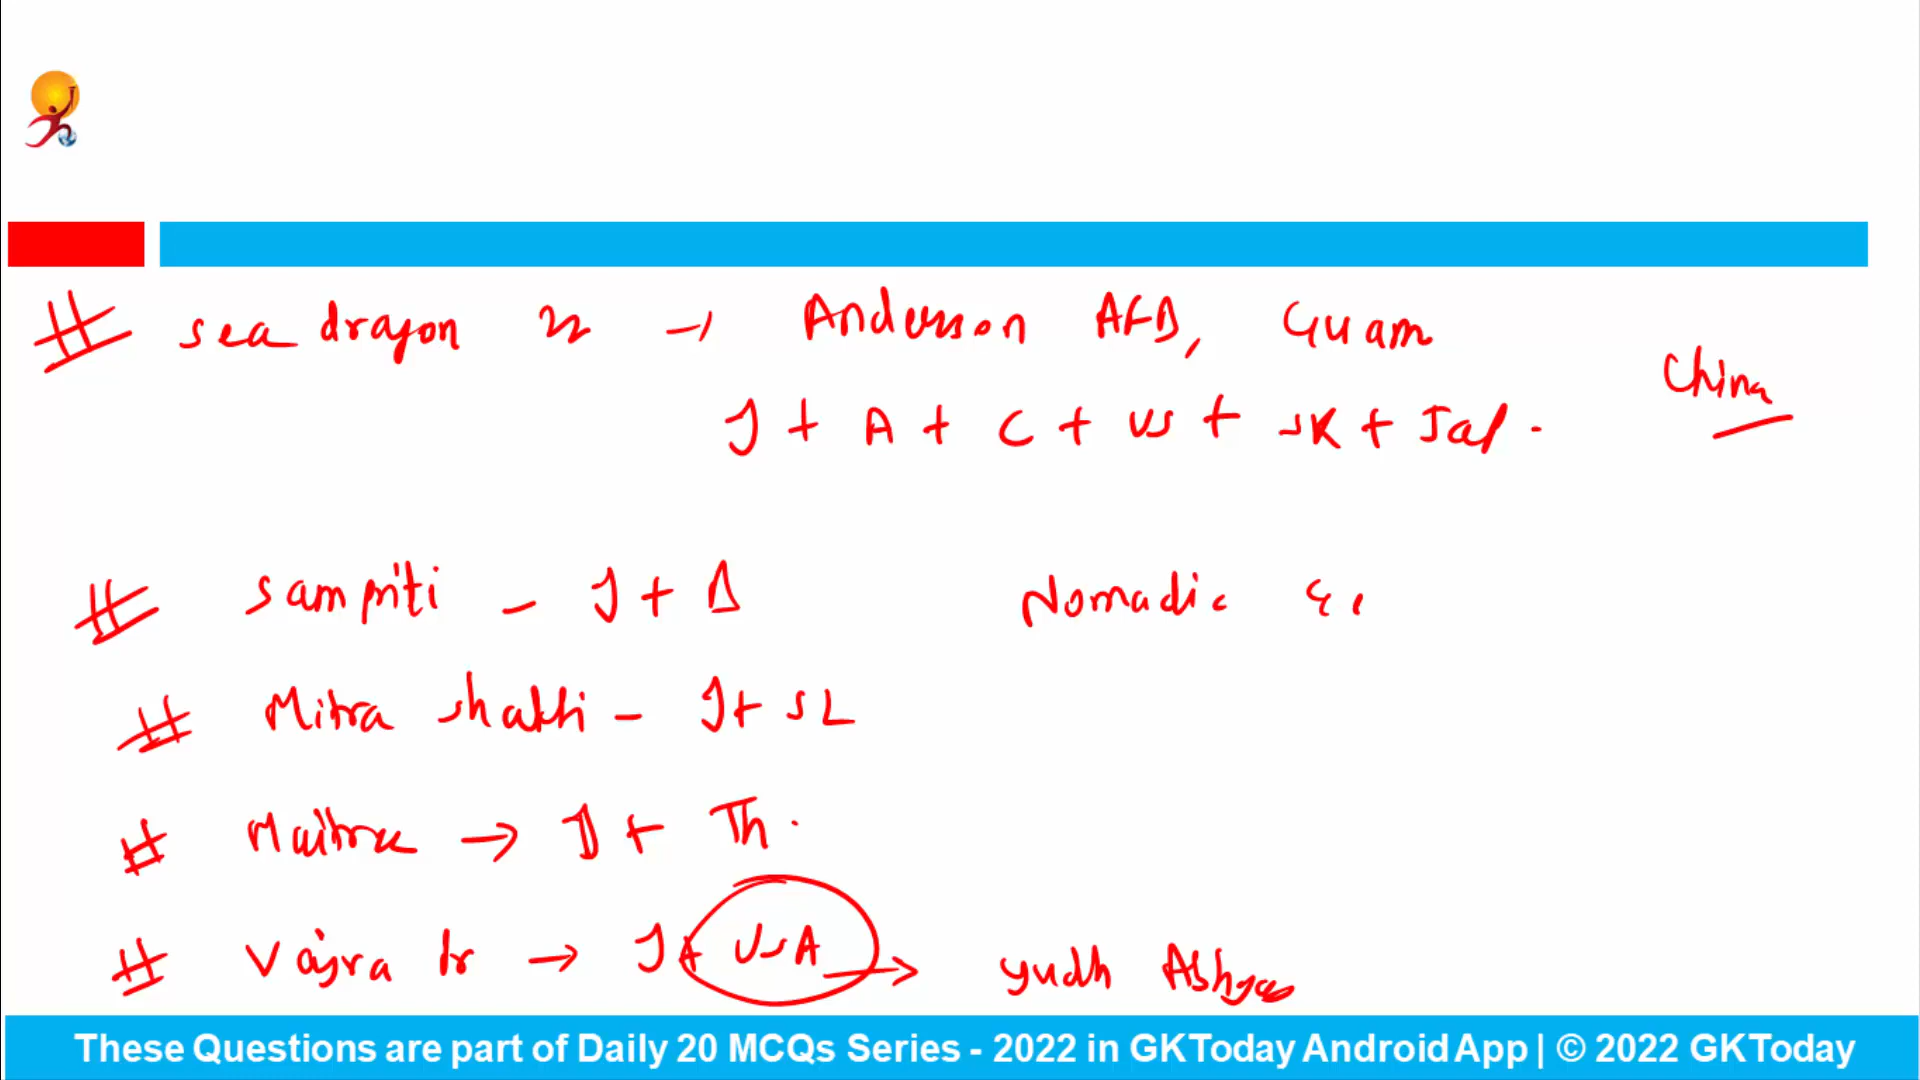 # sea dragon 22 → Anderson AFB, Guam
China
I + A + C + US + SK + Jap.
# Sampriti - I + B
Nomadic
# Mitra shakti - I + SL
# Maitree → I + Th.
# Vajra → I + USA → yudh Abhyas
These Questions are part of Daily 20 MCQs Series - 2022 in GKToday Android App | © 2022 GKToday